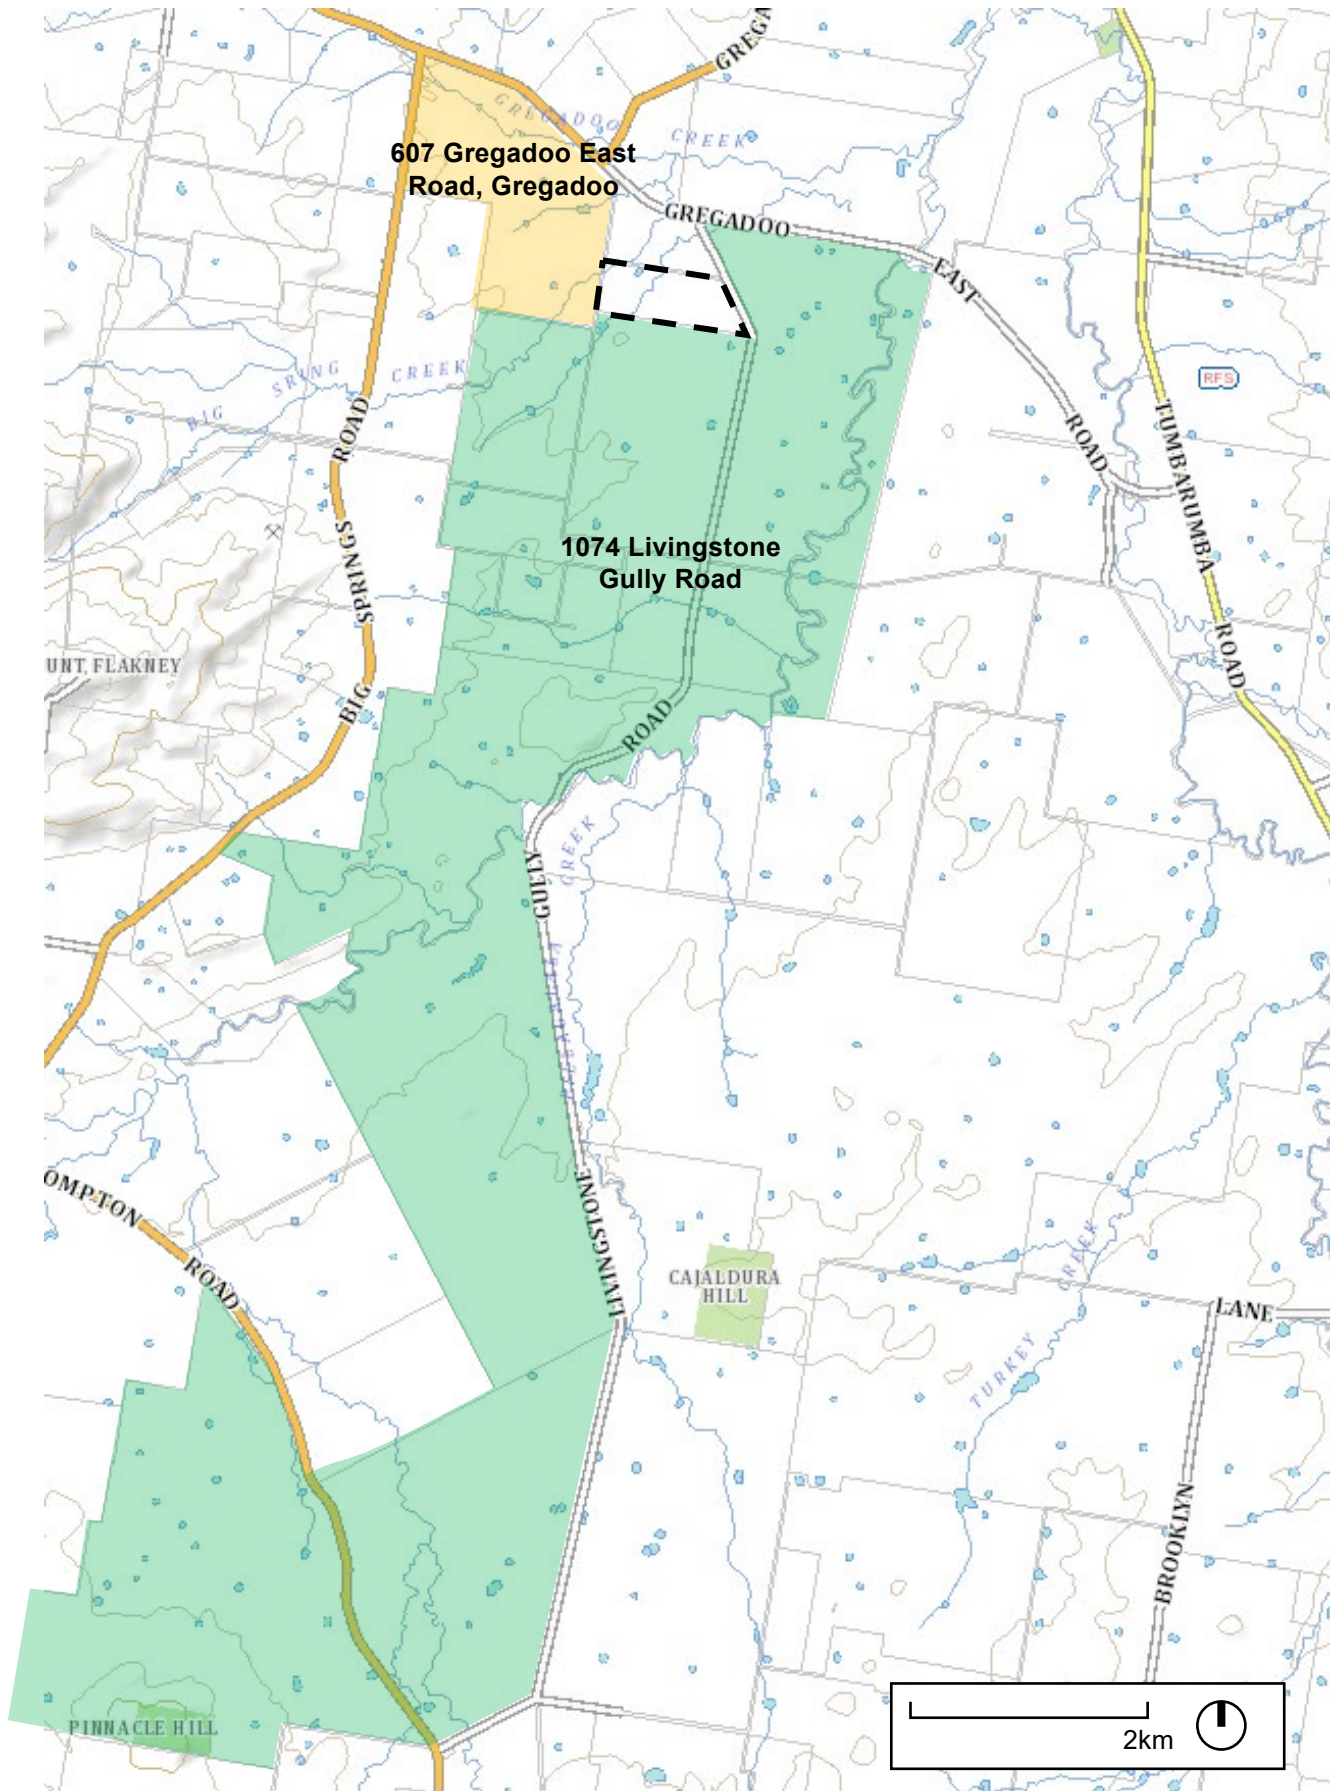 GREGA
GREGADOO CREEK
607 Gregadoo East
Road, Gregadoo
GREGADOO
EAST
ROAD
RFS
BIG SRING CREEK
ROAD
SPRINGS
BIG
TUMBARUMBA
ROAD
1074 Livingstone
Gully Road
UNT FLAKNEY
ROAD
GULLY
CREEK
LIVINGSTONE
OMPTON
ROAD
CAJALDURA
HILL
CREEK
TURKEY
LANE
BROOKLYN
PINNACLE HILL
2km